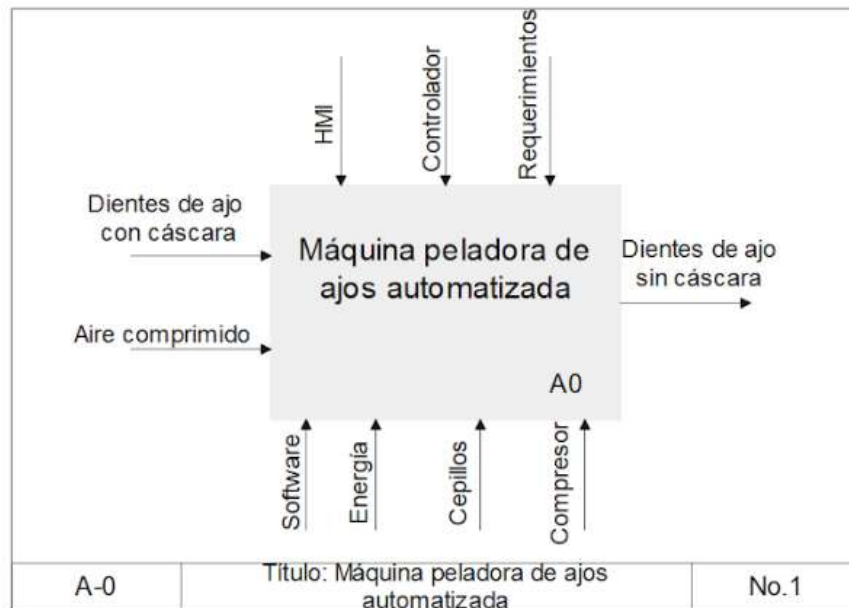 HMI
Controlador
Requerimientos
Dientes de ajo
con cáscara
Aire comprimido
Máquina peladora de
ajos automatizada
A0
Dientes de ajo
sin cáscara
Software
Energía
Cepillos
Compresor
A-0
Título: Máquina peladora de ajos
automatizada
No.1